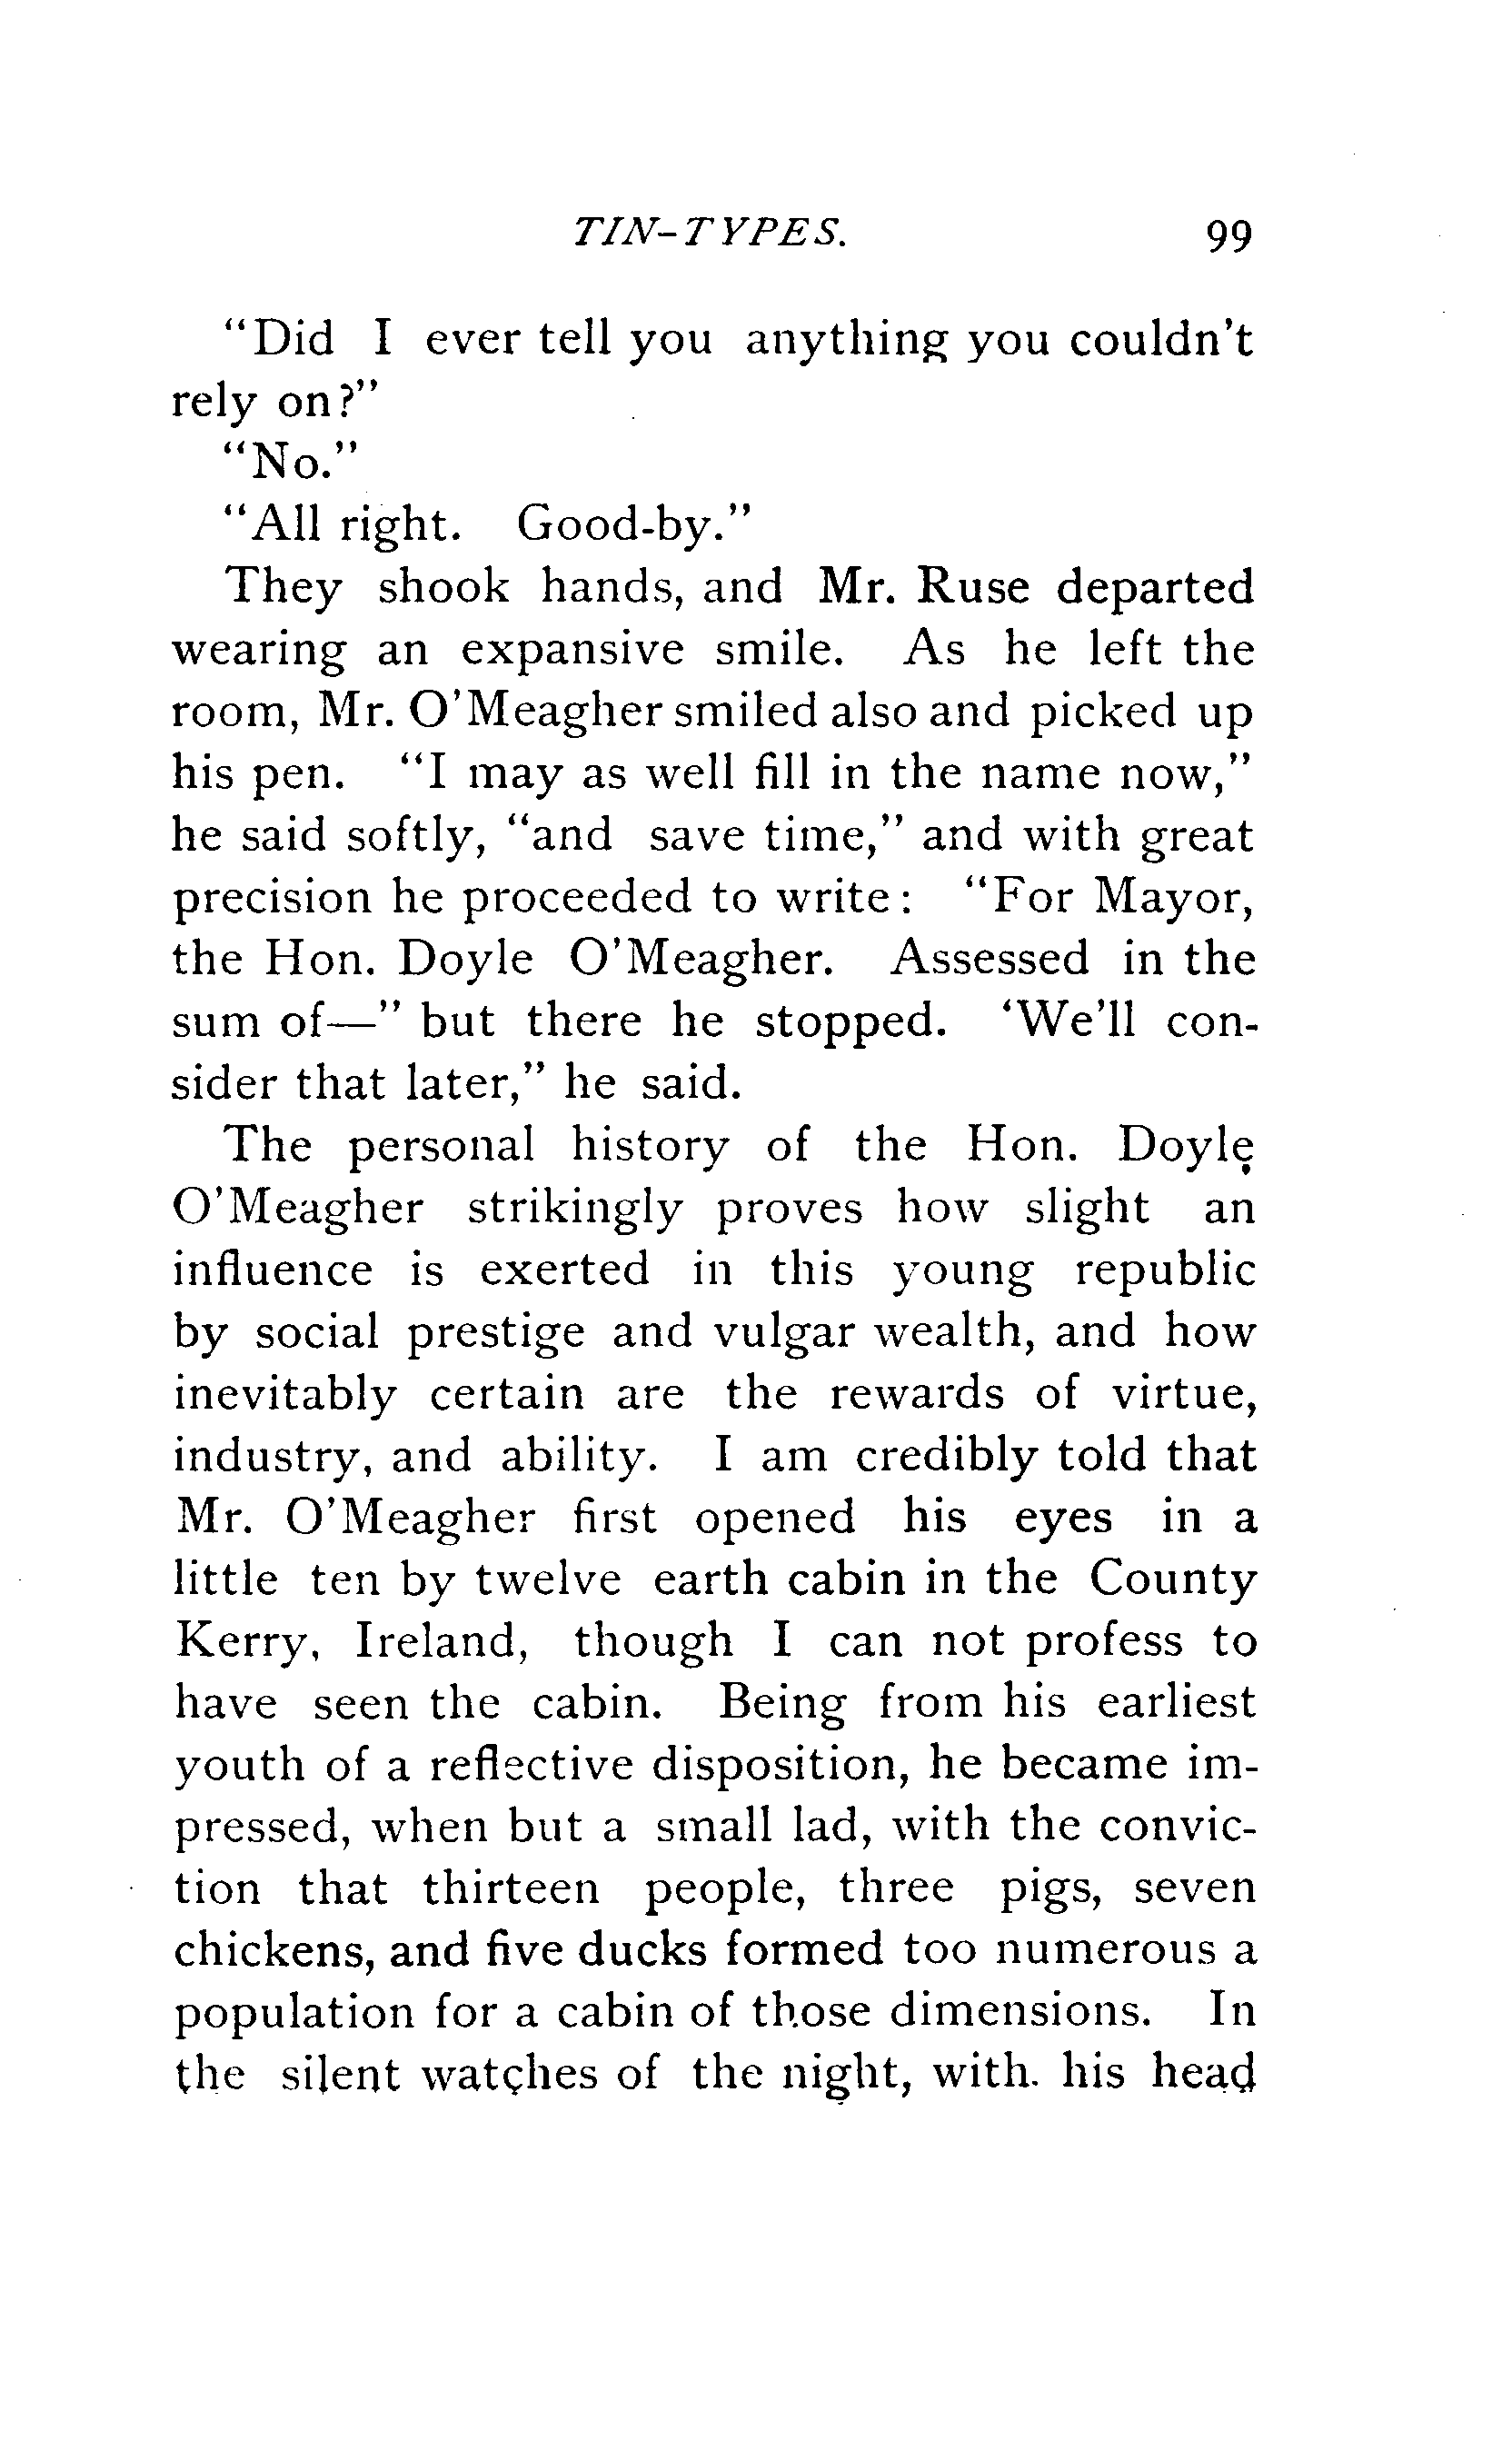 TIN-TYPES. 99
"Did I ever tell you anything you couldn't
rely on?"
"No."
"All right. Good-by."
They shook hands, and Mr. Ruse departed
wearing an expansive smile. As he left the
room, Mr. O'Meagher smiled also and picked up
his pen. "I may as well fill in the name now,"
he said softly, "and save time," and with great
precision he proceeded to write: "For Mayor,
the Hon. Doyle O'Meagher. Assessed in the
sum of—" but there he stopped. 'We'll con-
sider that later," he said.
The personal history of the Hon. Doyle
O'Meagher strikingly proves how slight an
influence is exerted in this young republic
by social prestige and vulgar wealth, and how
inevitably certain are the rewards of virtue,
industry, and ability. I am credibly told that
Mr. O'Meagher first opened his eyes in a
little ten by twelve earth cabin in the County
Kerry, Ireland, though I can not profess to
have seen the cabin. Being from his earliest
youth of a reflective disposition, he became im-
pressed, when but a small lad, with the convic-
tion that thirteen people, three pigs, seven
chickens, and five ducks formed too numerous a
population for a cabin of those dimensions. In
the silent watches of the night, with. his head